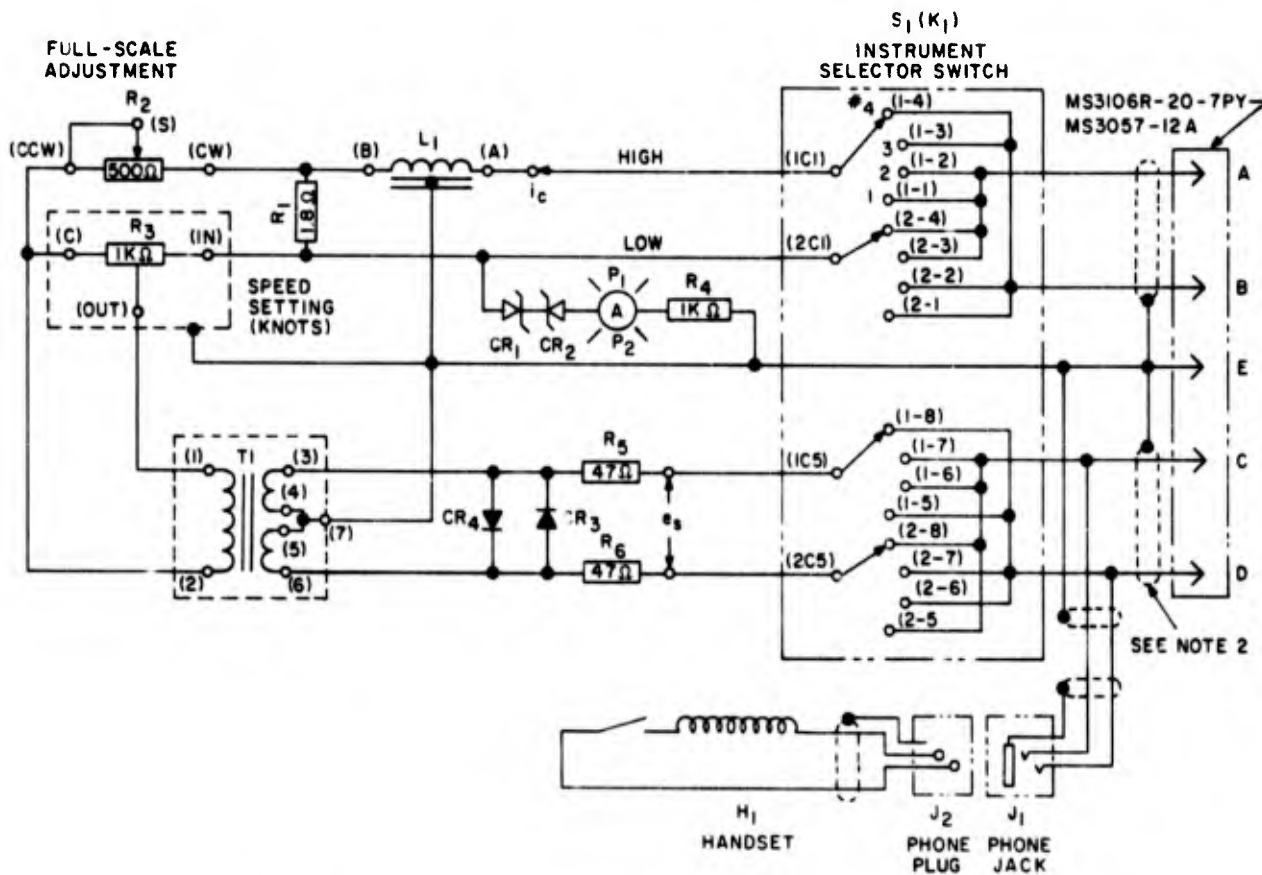 FULL-SCALE
ADJUSTMENT
R2
(S)
(CCW)
500Ω
(CW)
(B)
L1
(A)
ic
HIGH
R1
18Ω
(C)
R3
1KΩ
(IN)
(OUT)
SPEED
SETTING
(KNOTS)
LOW
CR1
CR2
P1
A
P2
R4
1KΩ
S1(K1)
INSTRUMENT
SELECTOR SWITCH
#4
(1-4)
3
(1-3)
2
(1-2)
1
(1-1)
(2-4)
(2-3)
(2-2)
(2-1
(1C1)
(2C1)
MS3106R-20-7PY
MS3057-12A
A
B
E
C
D
(1)
T1
(3)
(4)
(5)
(7)
(2)
(6)
CR4
CR3
R5
47Ω
es
R6
47Ω
(1C5)
(2C5)
(1-8)
(1-7)
(1-6)
(1-5)
(2-8)
(2-7)
(2-6)
(2-5
SEE NOTE 2
H1
HANDSET
J2
PHONE
PLUG
J1
PHONE
JACK